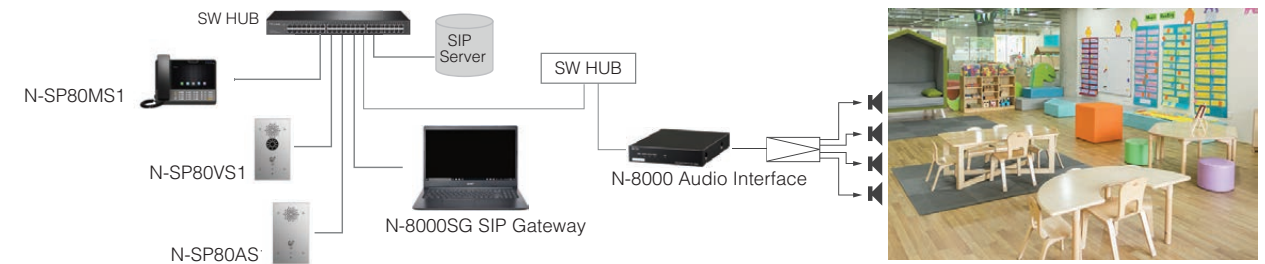 SW HUB
SIP
Server
SW HUB
N-SP80MS1
N-SP80VS1
N-8000 Audio Interface
N-8000SG SIP Gateway
N-SP80AS